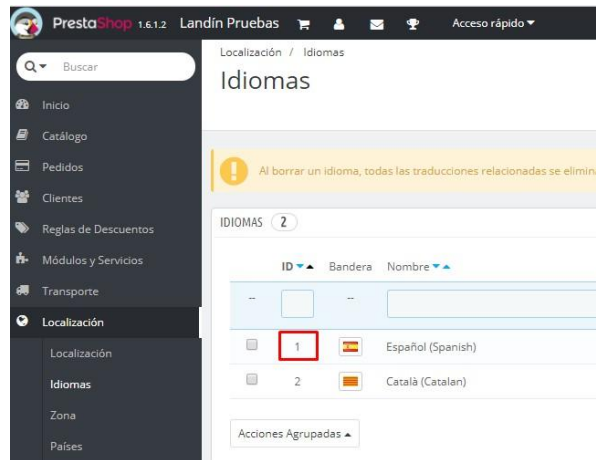 PrestaShop 1.6.1.2 Landín Pruebas Acceso rápido
Buscar
Inicio
Catálogo
Pedidos
Clientes
Reglas de Descuentos
Módulos y Servicios
Transporte
Localización
Localización
Idiomas
Zona
Países
Localización / Idiomas
Idiomas
Al borrar un idioma, todas las traducciones relacionadas se elimin
IDIOMAS 2
ID Bandera Nombre
-- --
1 Español (Spanish)
2 Català (Catalan)
Acciones Agrupadas